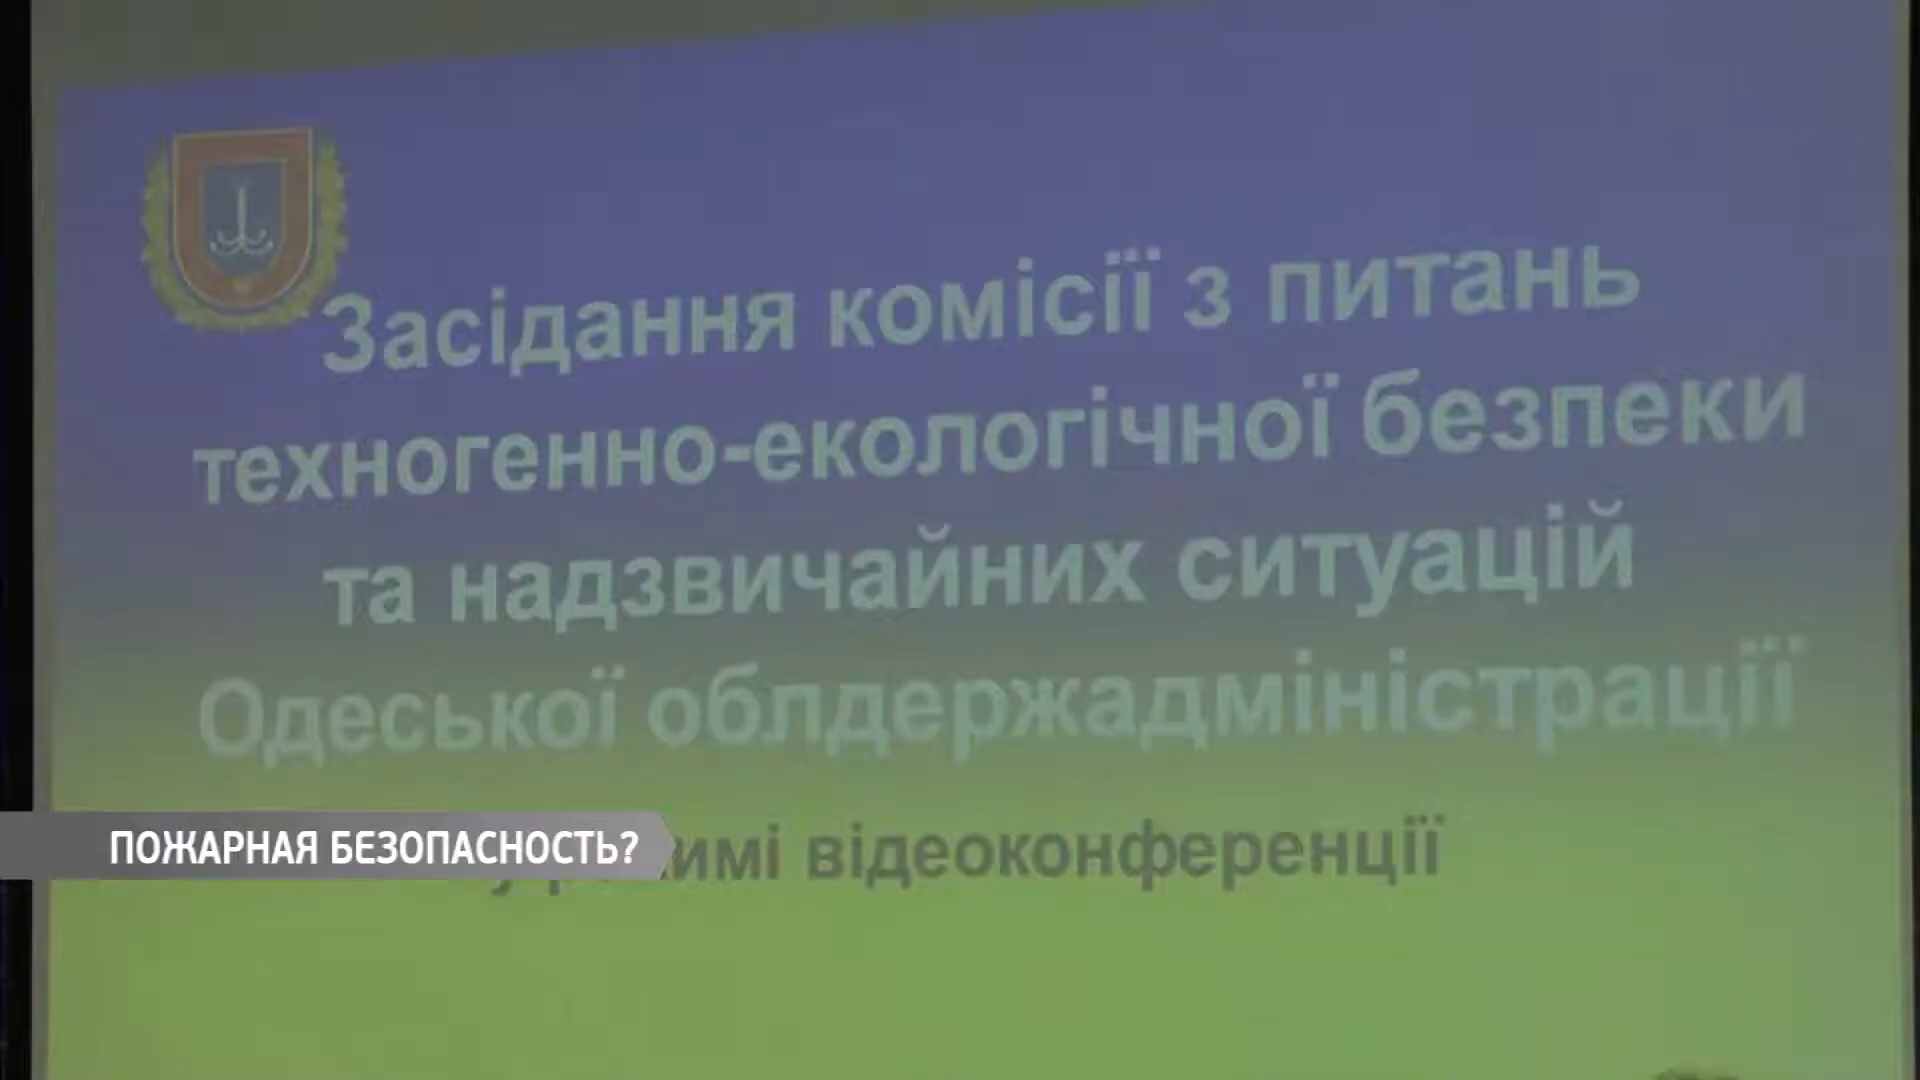 Засідання комісії з питань
техногенно-екологічної безпеки
та надзвичайних ситуацій
Одеської облдержадміністрації
відеоконференції
ПОЖАРНАЯ БЕЗОПАСНОСТЬ?